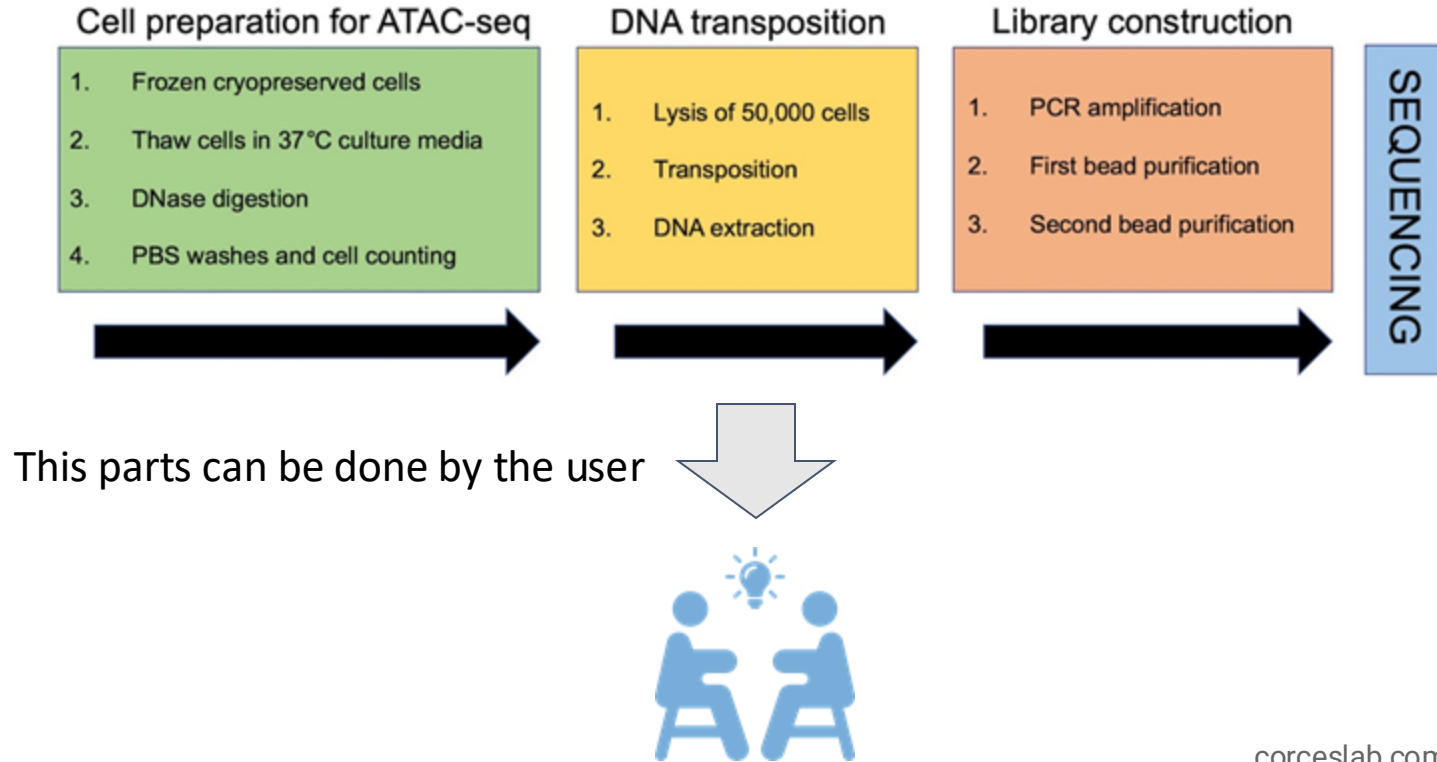 Cell preparation for ATAC-seq
1. Frozen cryopreserved cells
2. Thaw cells in 37°C culture media
3. DNase digestion
4. PBS washes and cell counting
DNA transposition
1. Lysis of 50,000 cells
2. Transposition
3. DNA extraction
Library construction
1. PCR amplification
2. First bead purification
3. Second bead purification
SEQUENCING
This parts can be done by the user
corceslab.com